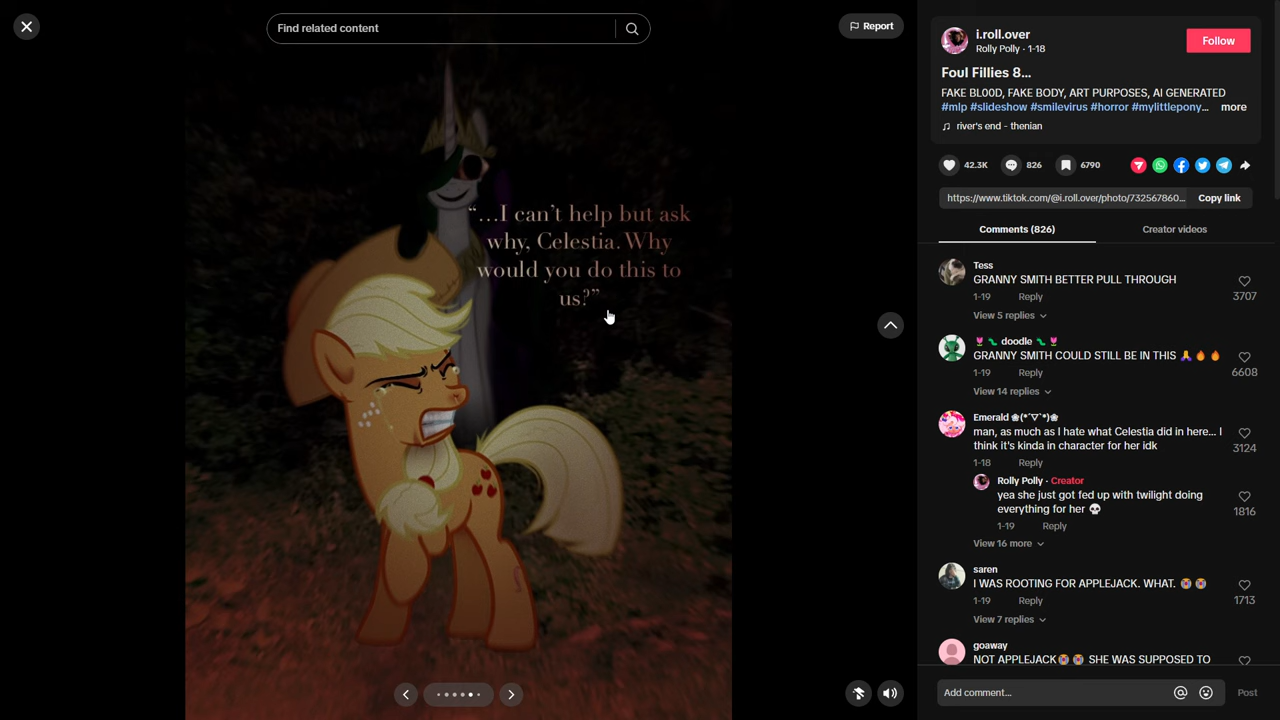 Find related content
Report
“...I can't help but ask
why, Celestia. Why
would you do this to
us?”
i.roll.over
Rolly Polly · 1-18
Follow
Foul Fillies 8...
FAKE BL00D, FAKE BODY, ART PURPOSES, AI GENERATED
#mlp #slideshow #smilevirus #horror #mylittlepony... more
river's end - thenian
42.3K 826 6790
https://www.tiktok.com/@i.roll.over/photo/732567860... Copy link
Comments (826) Creator videos
Tess
GRANNY SMITH BETTER PULL THROUGH
1-19 Reply 3707
View 5 replies
🌷🐛 doodle 🐛🌷
GRANNY SMITH COULD STILL BE IN THIS 🙏🔥🔥
1-19 Reply 6608
View 14 replies
Emerald ❀(*´▽`*)❀
man, as much as I hate what Celestia did in here... I
think it's kinda in character for her idk
3124
1-18 Reply
Rolly Polly · Creator
yea she just got fed up with twilight doing
everything for her 💀
1816
1-19 Reply
View 16 more
saren
I WAS ROOTING FOR APPLEJACK. WHAT. 😭😭
1-19 Reply 1713
View 7 replies
goaway
NOT APPLEJACK😭😭 SHE WAS SUPPOSED TO
Add comment... Post